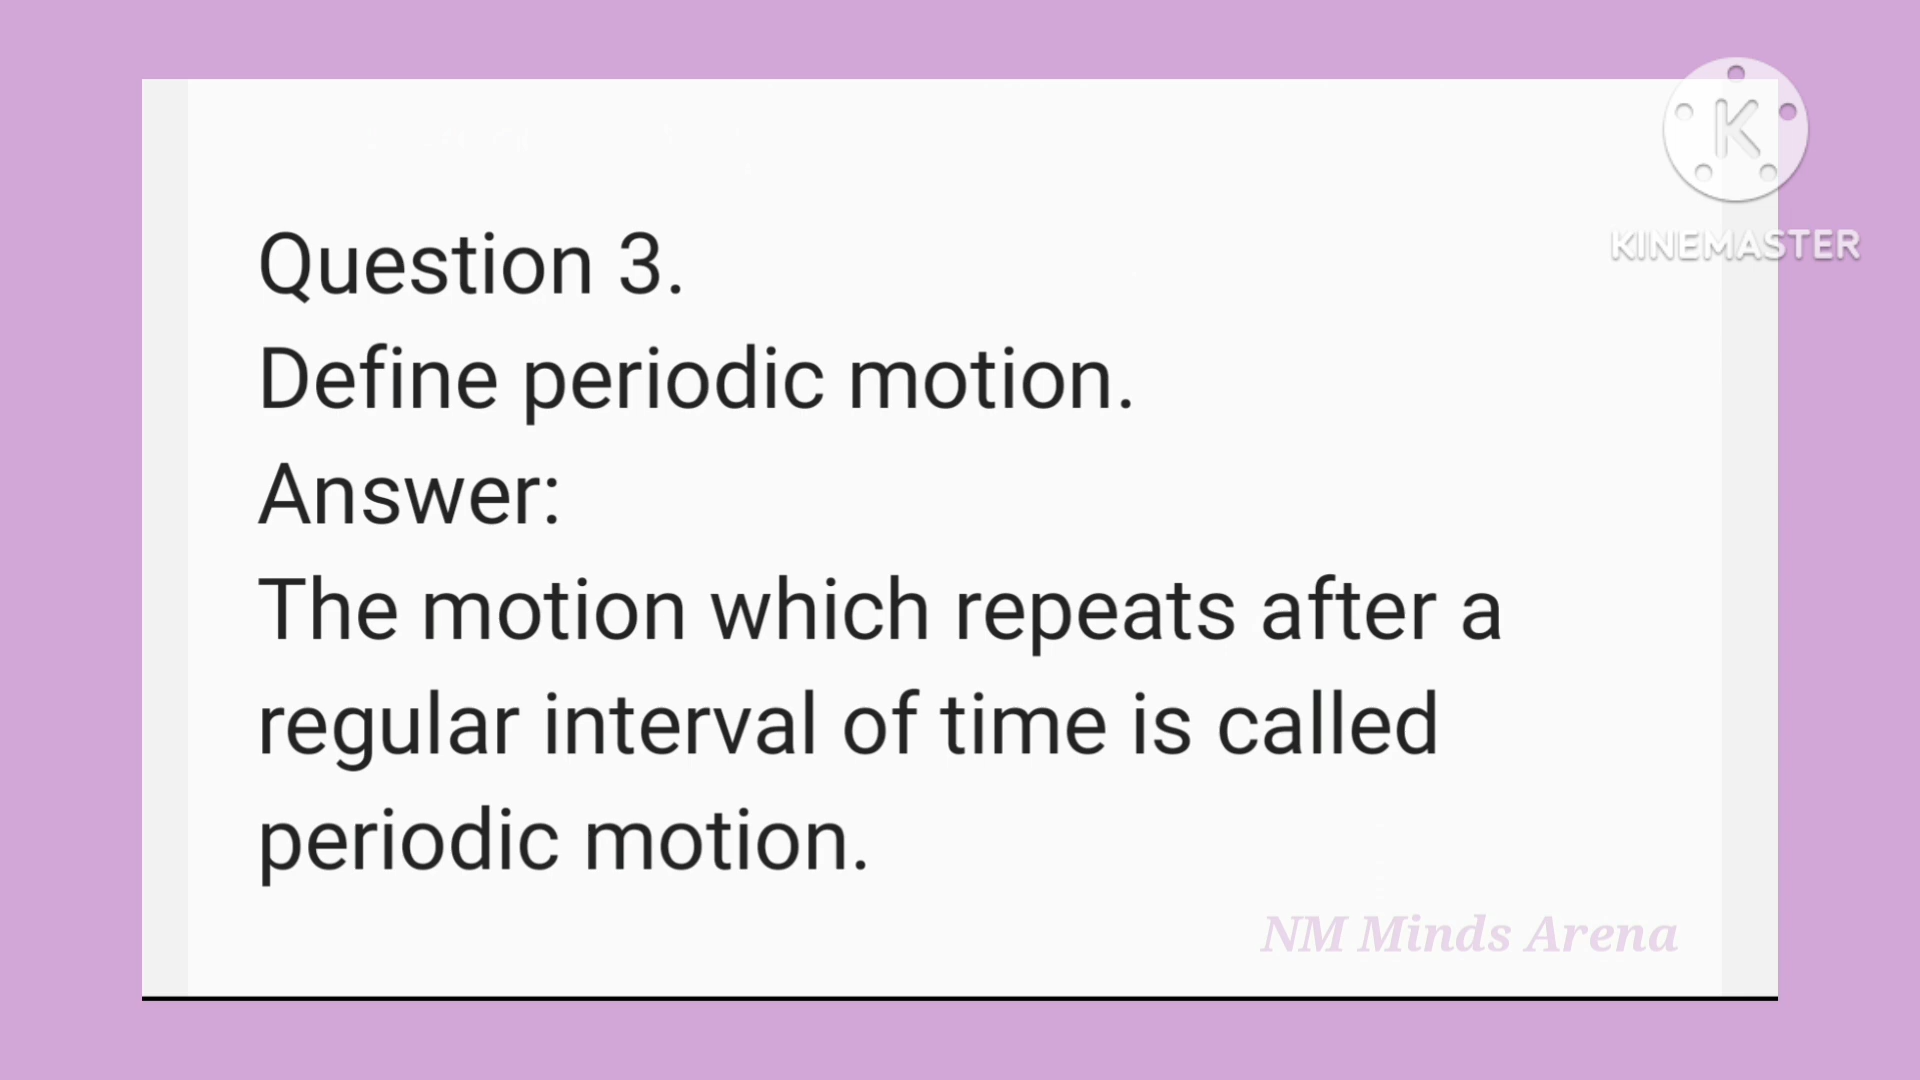 K
KINEMASTER
Question 3.
Define periodic motion.
Answer:
The motion which repeats after a
regular interval of time is called
periodic motion.
NM Minds Arena